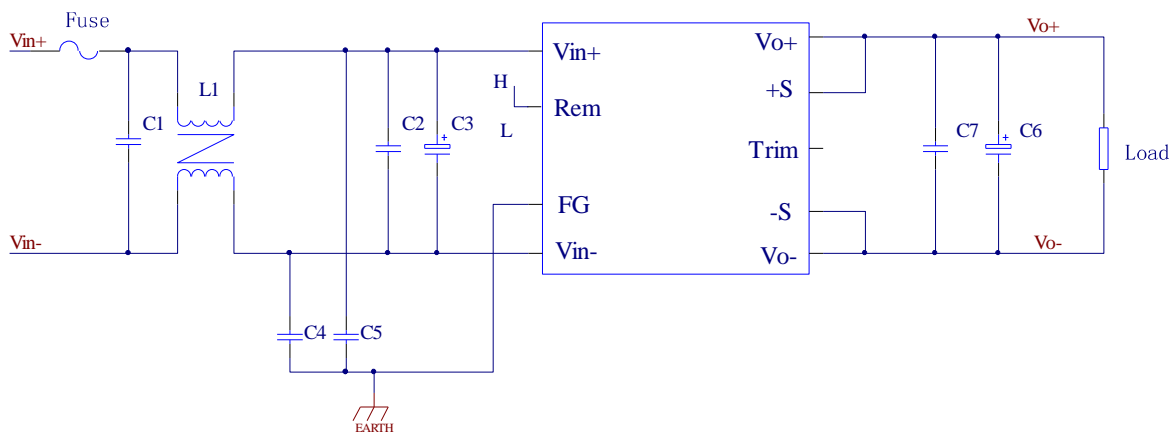 Fuse
Vin+
L1
C1
C2
C3
H
L
Vin+
Rem
FG
Vin-
Vo+
+S
Trim
-S
Vo-
Vo+
C7
C6
Load
Vo-
Vin-
C4
C5
EARTH